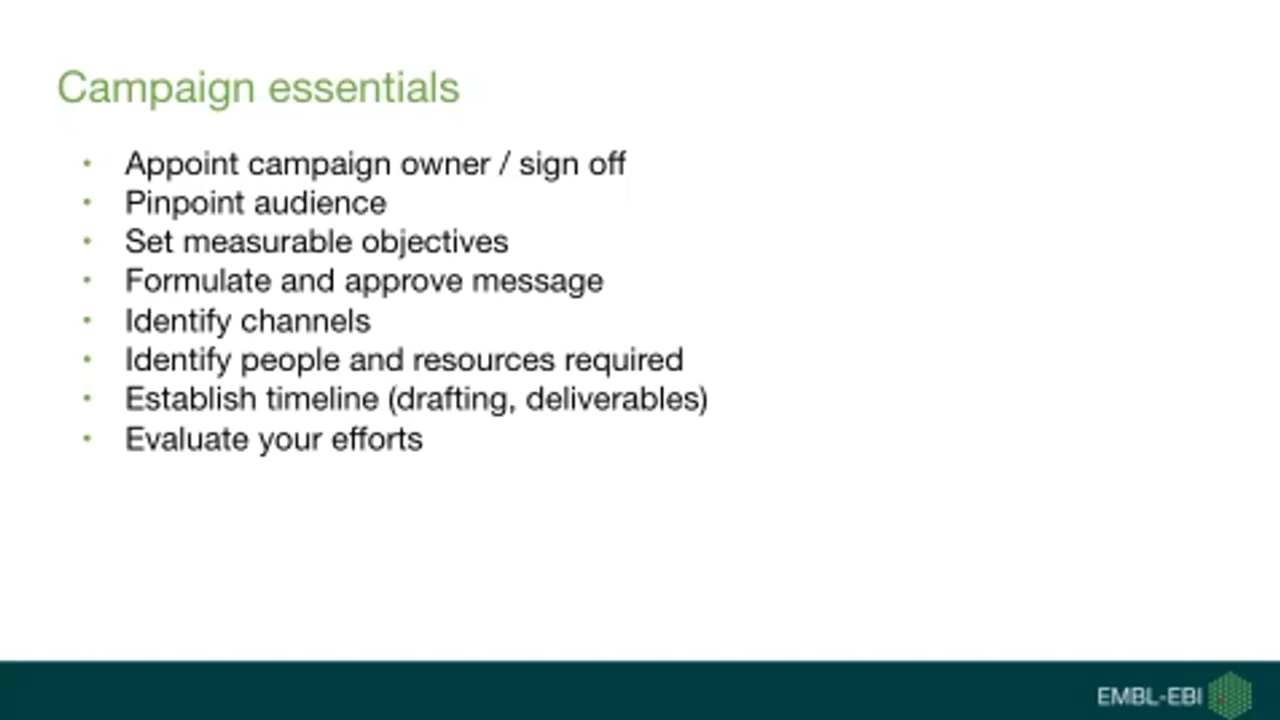 Campaign essentials
• Appoint campaign owner / sign off
• Pinpoint audience
• Set measurable objectives
• Formulate and approve message
• Identify channels
• Identify people and resources required
• Establish timeline (drafting, deliverables)
• Evaluate your efforts
EMBL-EBI